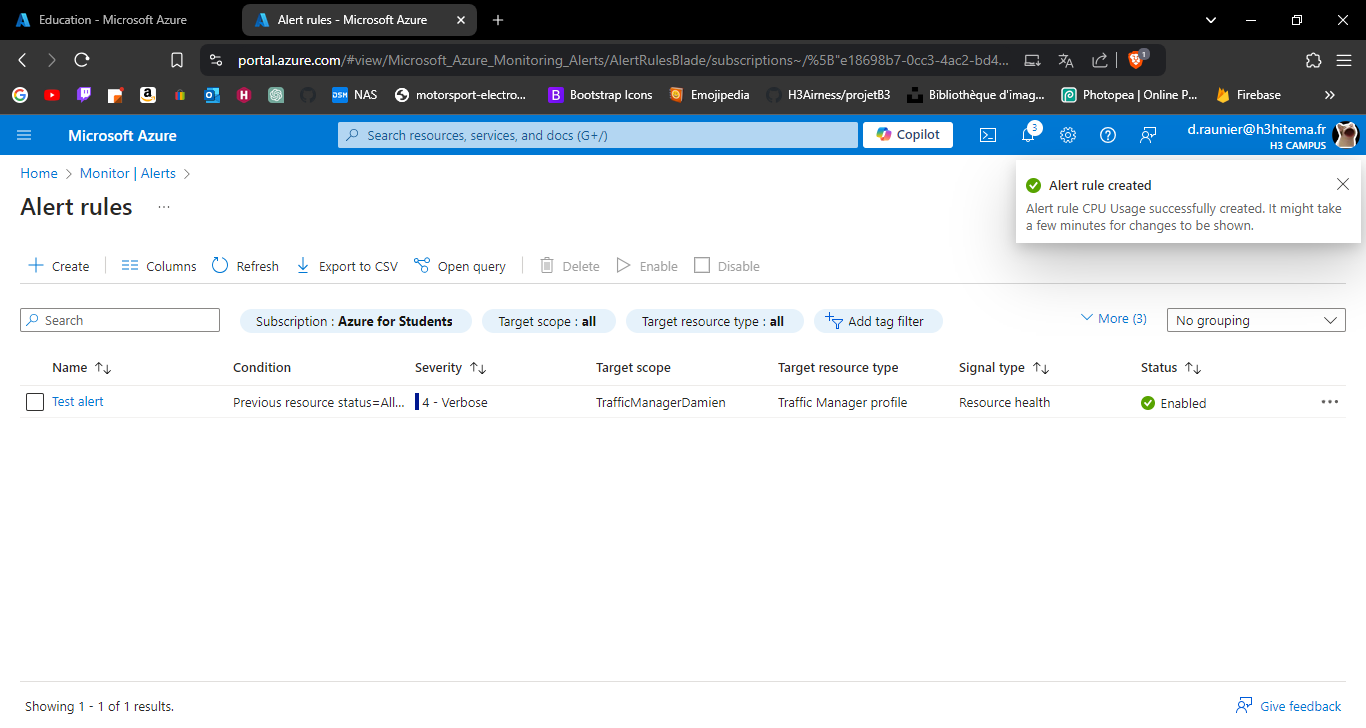 Education - Microsoft Azure
Alert rules - Microsoft Azure
portal.azure.com/#view/Microsoft_Azure_Monitoring_Alerts/AlertRulesBlade/subscriptions~/%5B"e18698b7-0cc3-4ac2-bd4...
1
NAS
motorsport-electro...
Bootstrap Icons
Emojipedia
H3Airness/projetB3
Bibliothèque d'imag...
Photopea | Online P...
Firebase
Microsoft Azure
Search resources, services, and docs (G+/)
Copilot
3
d.raunier@h3hitema.fr
H3 CAMPUS
Home > Monitor | Alerts >
Alert rules ...
Alert rule created
Alert rule CPU Usage successfully created. It might take
a few minutes for changes to be shown.
Create
Columns
Refresh
Export to CSV
Open query
Delete
Enable
Disable
Search
Subscription : Azure for Students
Target scope : all
Target resource type : all
Add tag filter
More (3)
No grouping
Name
Condition
Severity
Target scope
Target resource type
Signal type
Status
Test alert
Previous resource status=All...
4 - Verbose
TrafficManagerDamien
Traffic Manager profile
Resource health
Enabled
Showing 1 - 1 of 1 results.
Give feedback